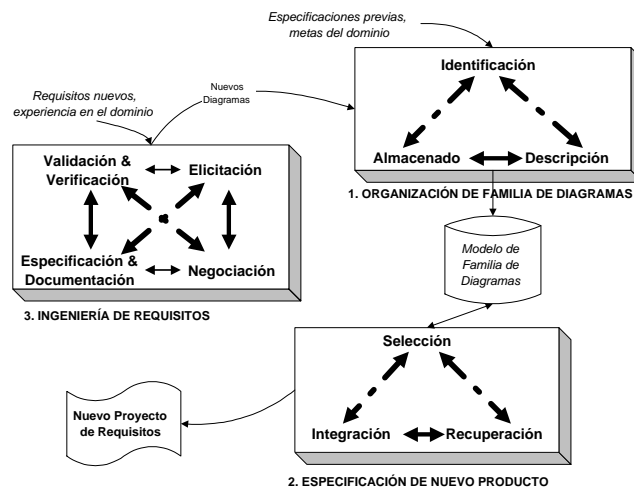 Especificaciones previas,
metas del dominio
Identificación
Almacenado
Descripción
1. ORGANIZACIÓN DE FAMILIA DE DIAGRAMAS
Nuevos
Diagramas
Requisitos nuevos,
experiencia en el dominio
Validación &
Verificación
Elicitación
Especificación &
Documentación
Negociación
3. INGENIERÍA DE REQUISITOS
Modelo de
Familia de
Diagramas
Selección
Integración
Recuperación
2. ESPECIFICACIÓN DE NUEVO PRODUCTO
Nuevo Proyecto
de Requisitos